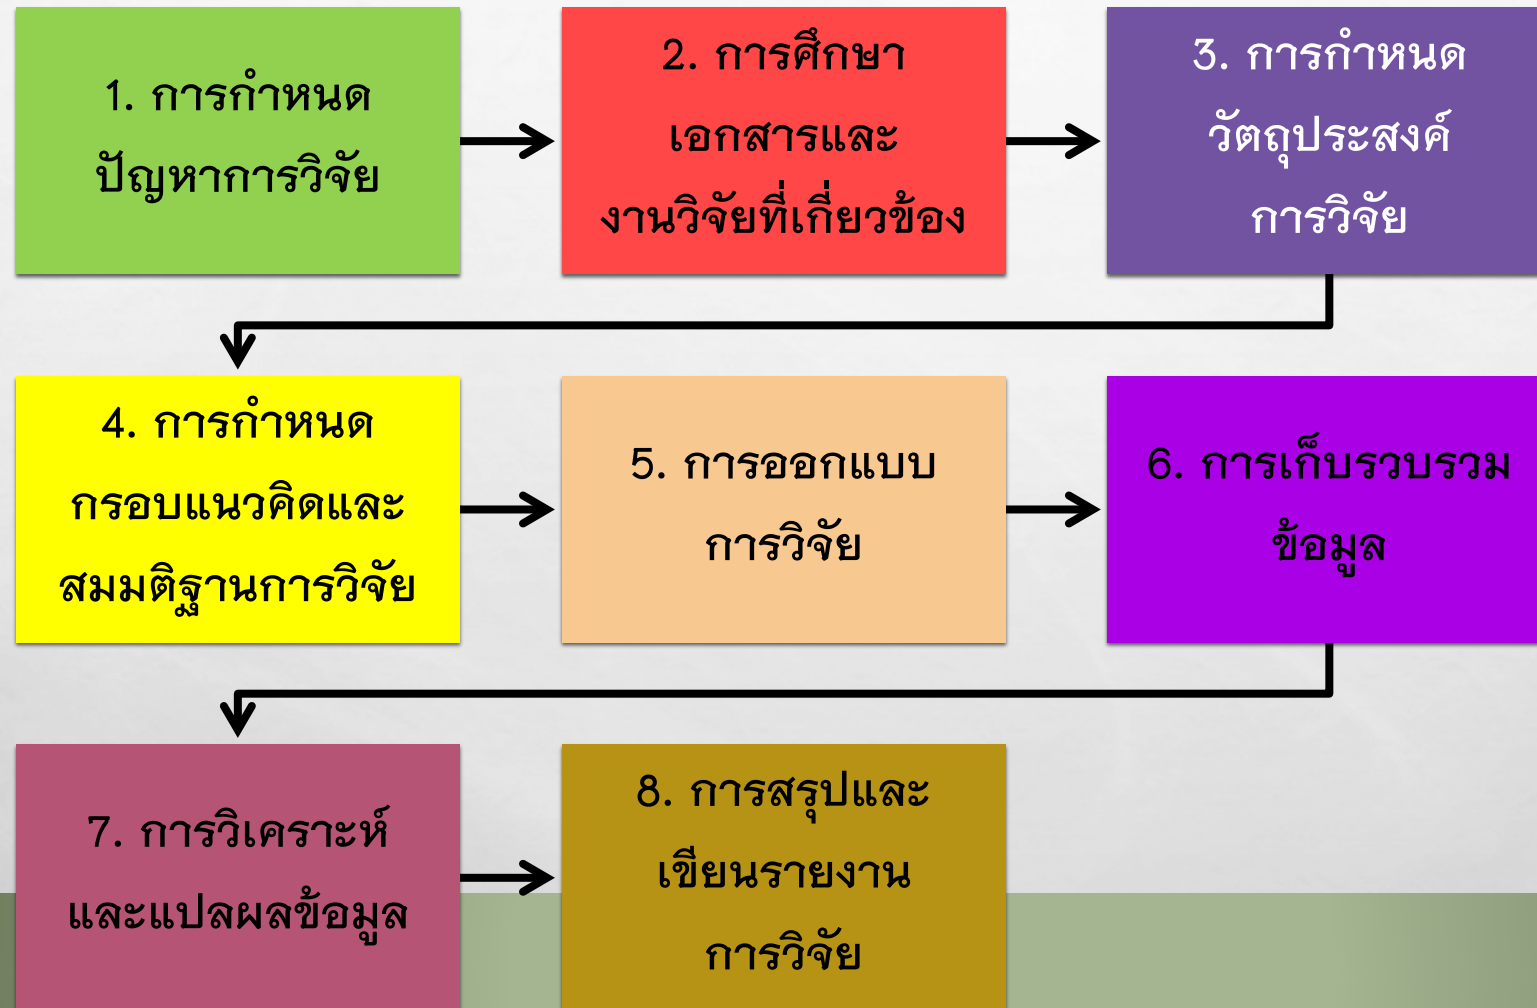 1. การกำหนด
ปัญหาการวิจัย
2. การศึกษา
เอกสารและ
งานวิจัยที่เกี่ยวข้อง
3. การกำหนด
วัตถุประสงค์
การวิจัย
4. การกำหนด
กรอบแนวคิดและ
สมมติฐานการวิจัย
5. การออกแบบ
การวิจัย
6. การเก็บรวบรวม
ข้อมูล
7. การวิเคราะห์
และแปลผลข้อมูล
8. การสรุปและ
เขียนรายงาน
การวิจัย